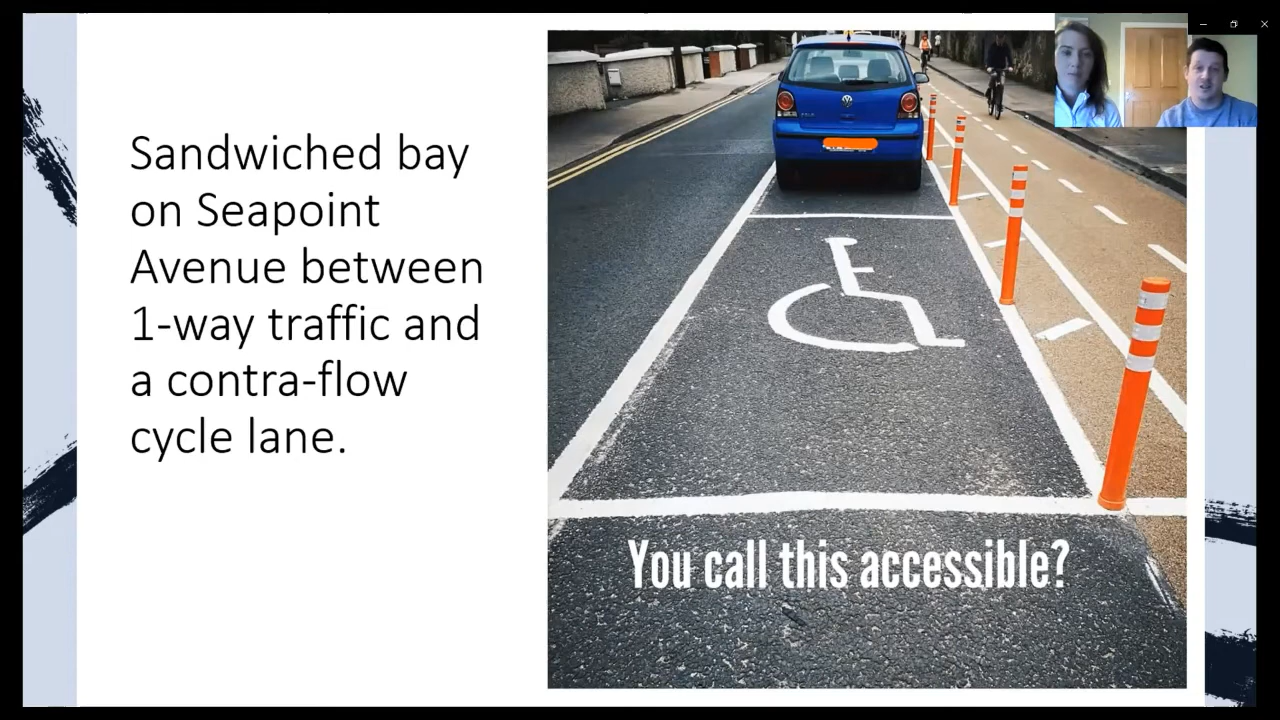 Sandwiched bay
on Seapoint
Avenue between
1-way traffic and
a contra-flow
cycle lane.
You call this accessible?